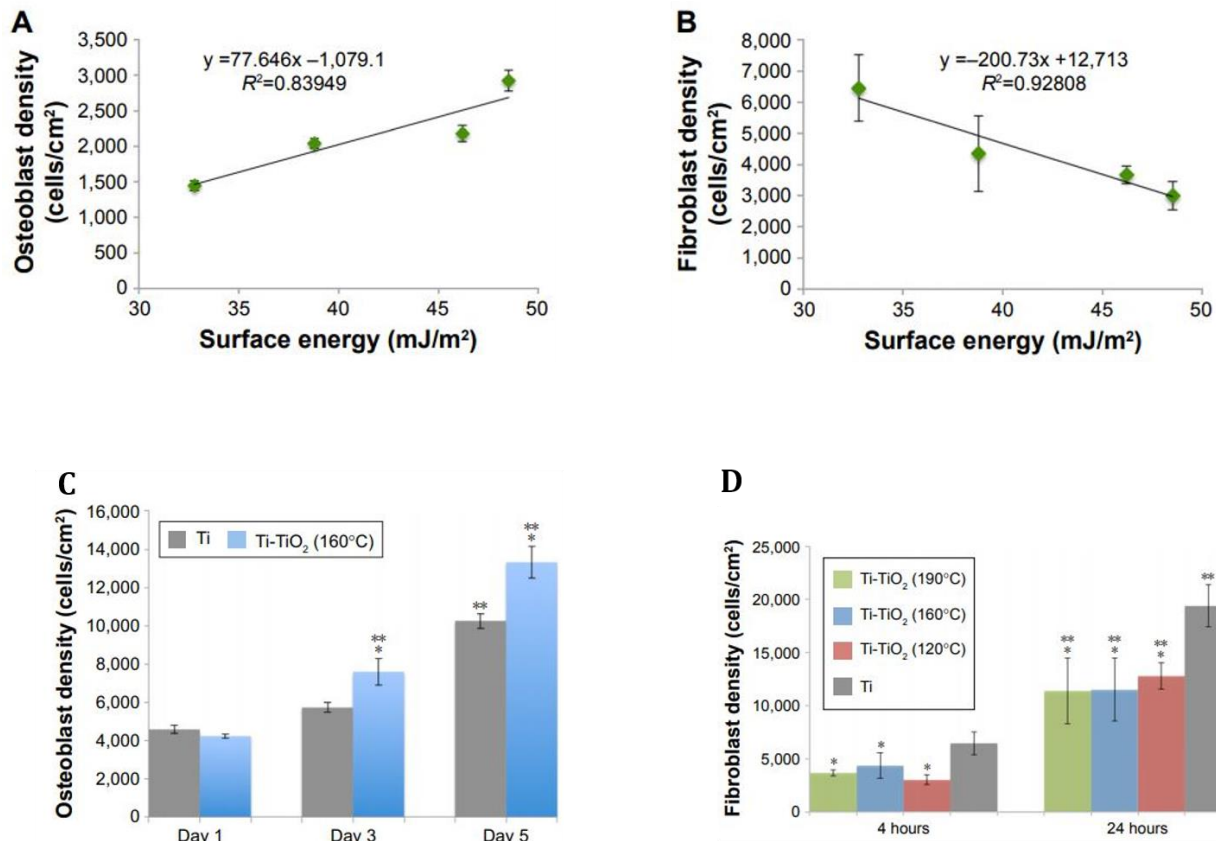 A
Osteoblast density
(cells/cm²)
3,500
3,000
2,500
2,000
1,500
1,000
500
0
y =77.646x –1,079.1
R²=0.83949
30 35 40 45 50
Surface energy (mJ/m²)
B
Fibroblast density
(cells/cm²)
8,000
7,000
6,000
5,000
4,000
3,000
2,000
1,000
0
y =–200.73x +12,713
R²=0.92808
30 35 40 45 50
Surface energy (mJ/m²)
C
Osteoblast density (cells/cm²)
16,000
14,000
12,000
10,000
8,000
6,000
4,000
2,000
0
Ti Ti-TiO₂ (160°C)
**
*
**
**
*
Day 1 Day 3 Day 5
D
Fibroblast density (cells/cm²)
25,000
20,000
15,000
10,000
5,000
0
Ti-TiO₂ (190°C)
Ti-TiO₂ (160°C)
Ti-TiO₂ (120°C)
Ti
* * *
** ** ** **
* * *
4 hours 24 hours